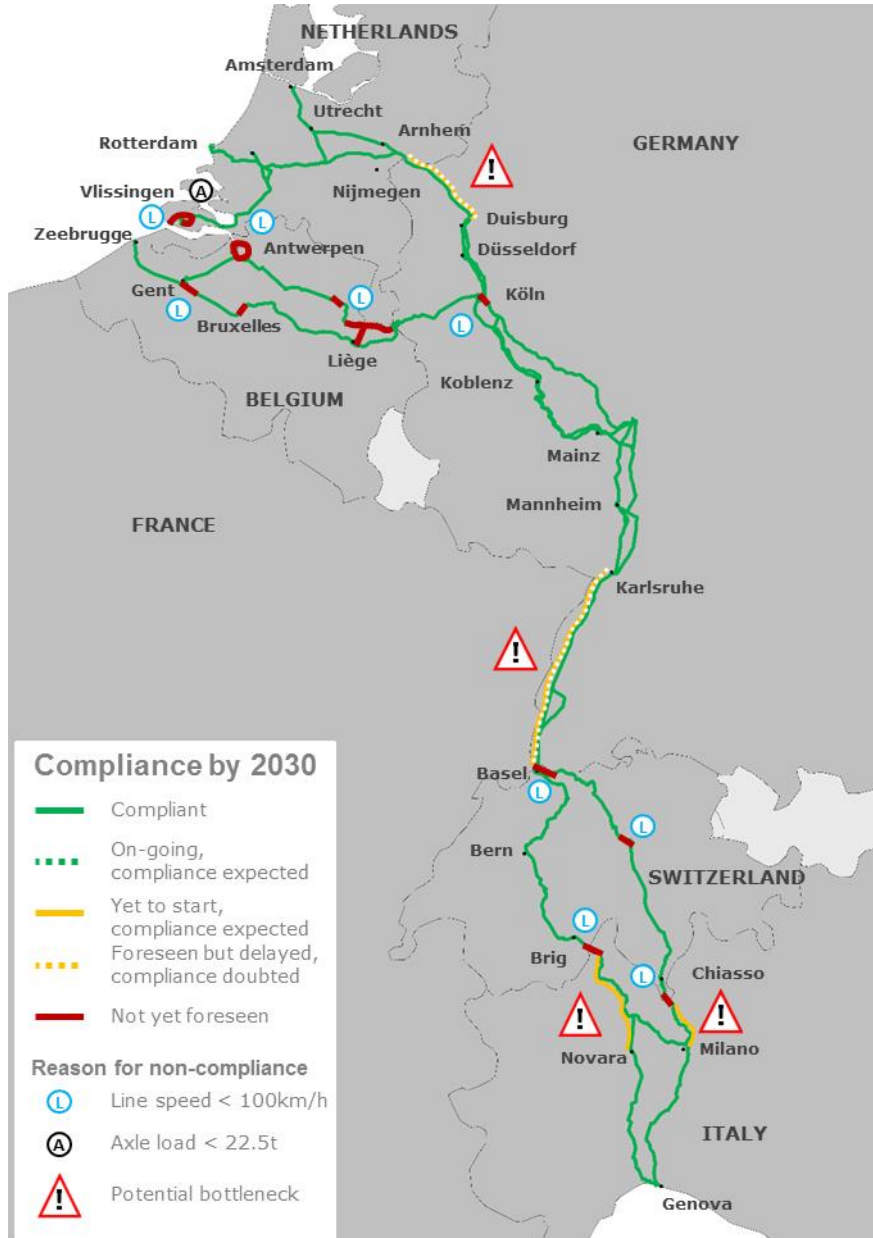 NETHERLANDS
Amsterdam
Utrecht
Arnhem
Rotterdam
GERMANY
Nijmegen
Vlissingen
A
L
L
Duisburg
Zeebrugge
Antwerpen
Düsseldorf
Gent
L
Köln
L
Bruxelles
L
Liège
Koblenz
BELGIUM
Mainz
Mannheim
FRANCE
Karlsruhe
!
!
Compliance by 2030
Compliant
On-going,
compliance expected
Yet to start,
compliance expected
Foreseen but delayed,
compliance doubted
Not yet foreseen
Reason for non-compliance
L Line speed < 100km/h
A Axle load < 22.5t
! Potential bottleneck
Basel
L
L
Bern
SWITZERLAND
L
Brig
L
Chiasso
!
!
Novara
Milano
ITALY
Genova